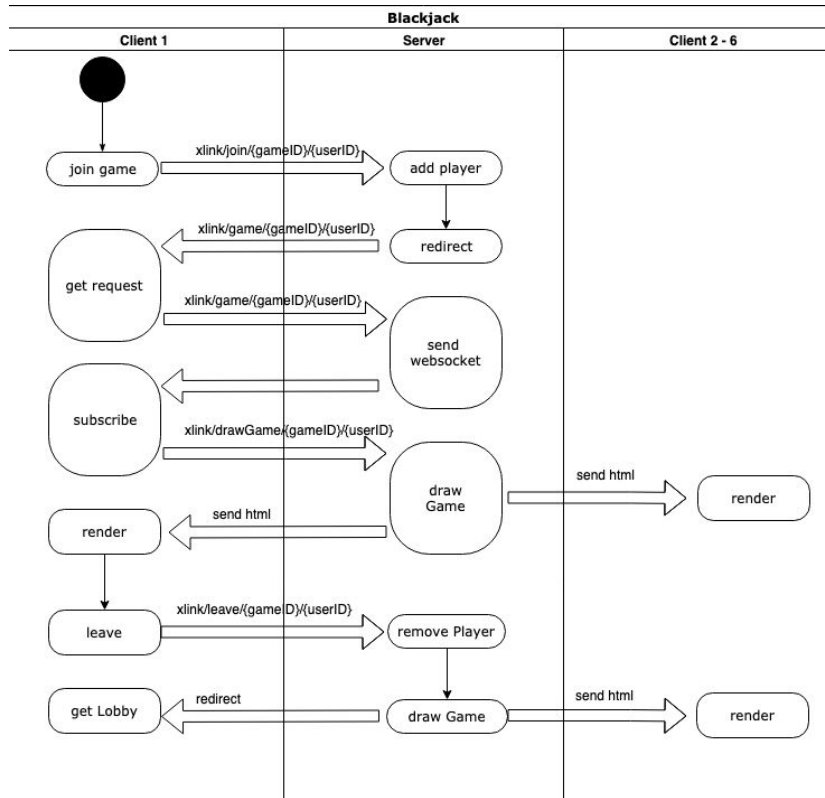 Blackjack
Client 1
Server
Client 2 - 6
xlink/join/{gameID}/{userID}
join game
add player
xlink/game/{gameID}/{userID}
redirect
get request
xlink/game/{gameID}/{userID}
send
websocket
subscribe
xlink/drawGame/{gameID}/{userID}
draw
Game
send html
render
send html
render
xlink/leave/{gameID}/{userID}
leave
remove Player
redirect
send html
get Lobby
draw Game
render